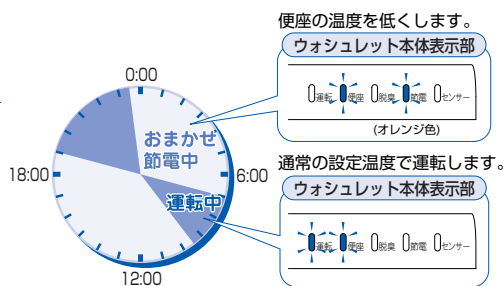 便座の温度を低くします。
ウォシュレット本体表示部
運転 便座 脱臭 節電 センサー
(オレンジ色)
通常の設定温度で運転します。
ウォシュレット本体表示部
運転 便座 脱臭 節電 センサー
0:00
おまかせ
節電中
18:00
6:00
運転中
12:00